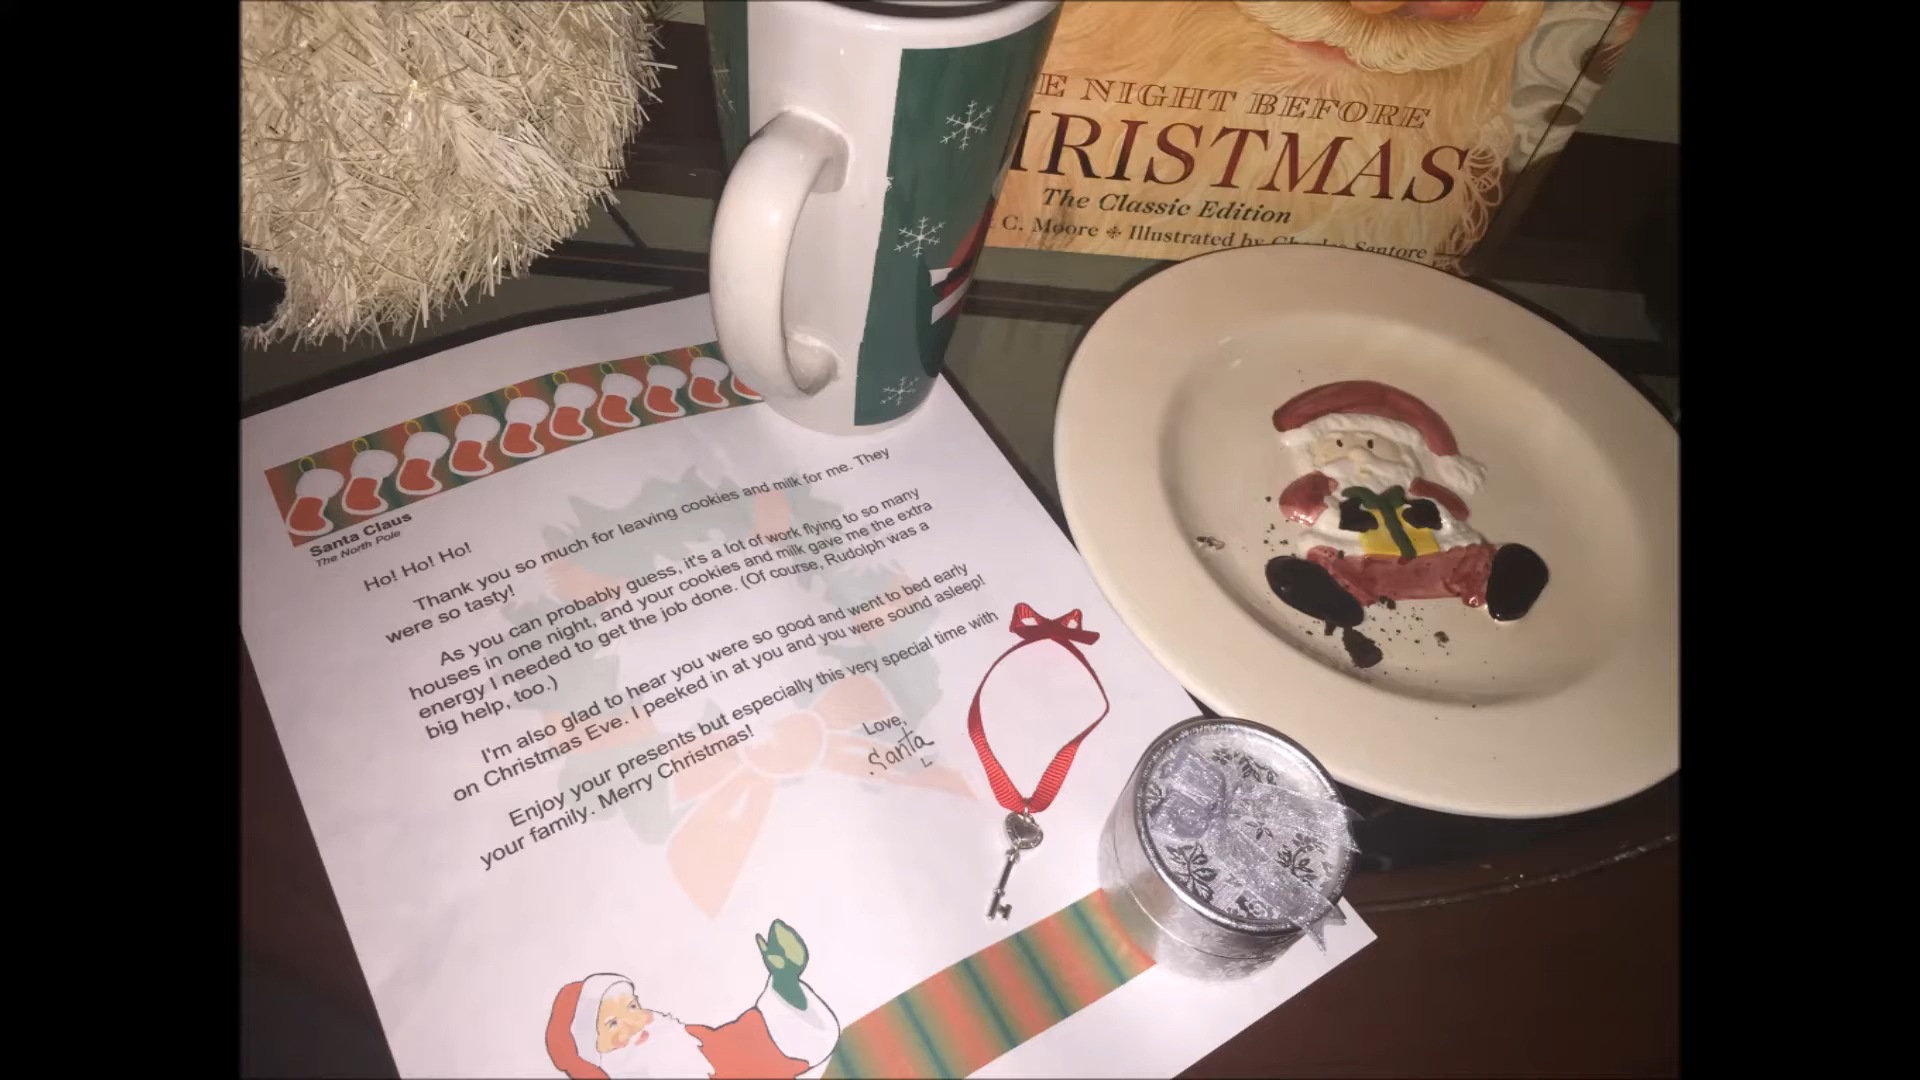 E NIGHT BEFORE
HRISTMAS
The Classic Edition
C. Moore ❉ Illustrated by Charles Santore
Santa Claus
The North Pole
Ho! Ho! Ho!
Thank you so much for leaving cookies and milk for me. They
were so tasty!
As you can probably guess, it's a lot of work flying to so many
houses in one night, and your cookies and milk gave me the extra
energy I needed to get the job done. (Of course, Rudolph was a
big help, too.)
I'm also glad to hear you were so good and went to bed early
on Christmas Eve. I peeked in at you and you were sound asleep!
Enjoy your presents but especially this very special time with
your family. Merry Christmas!
Love,
Santa